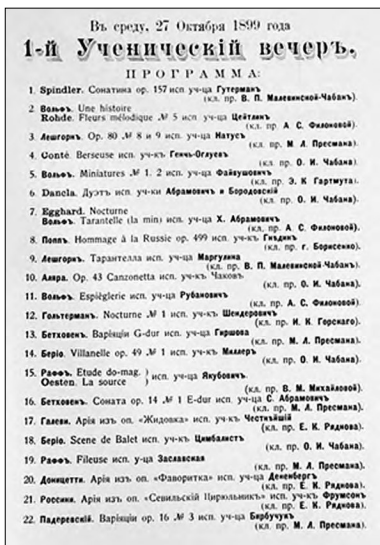 Въ среду, 27 Октября 1899 года
1-й Ученическій вечеръ.
ПРОГРАММА:
1. Spindler. Сонатина op. 157 исп. уч-ца Гутерманъ
(кл. пр. В. П. Малевинской-Чабанъ).
2. Вольфъ. Une histoire
Rohde. Fleurs mélodique № 5 исп. уч-ца Цейтлинъ
(кл. пр. А. С. Филоновой).
3. Лешгорнъ. Op. 80 № 8 и 9 исп. уч-ца Натусъ
(кл. пр. М. Л. Пресмана).
4. Conté. Berseuse исп. уч-къ Генчъ-Оглуевъ
(кл. пр. О. И. Чабана).
5. Вольфъ. Miniatures № 1. 2 исп. уч-ца Файвушовичъ
(кл. пр. Э. К Гартмута).
6. Dancla. Дуэтъ исп. уч-ки Абрамовичъ и Бородовскій
(кл. пр. О. И. Чабана).
7. Egghard. Nocturne
Вольфъ. Tarantelle (la min) исп. уч-ца Х. Абрамовичъ
(кл. пр. А. С. Филоновой).
8. Поппъ. Hommage à la Russie op. 499 исп. уч-къ Гнѣдинъ
(кл. пр. г. Борисенко).
9. Лешгорнъ. Тарантелла исп. уч-ца Маргулина
(кл. пр. В. П. Малевинской-Чабанъ).
10. Аляра. Op. 43 Canzonetta исп. уч-къ Чаковъ
(кл. пр. О. И. Чабана).
11. Вольфъ. Espièglerie исп. уч-ца Рубановичъ
(кл. пр. А. С. Филоновой).
12. Гольтерманъ. Nocturne № 1 исп. уч-къ Шендеровичъ
(кл. пр. И. К. Горскаго).
13. Бетховенъ. Варіяціи G-dur исп. уч-ца Гиршова
(кл. пр. М. Л. Пресмана).
14. Беріо. Villanelle op. 49 № 1 исп. уч-къ Миллеръ
(кл. пр. О. И. Чабана).
15. Раффъ. Etude do-mag. )
Oesten. La source ) исп. уч-ца Якубовичъ.
(кл. пр. В. М. Михайловой).
16. Бетховенъ. Соната op. 14 № 1 E-dur исп. уч-ца С. Абрамовичъ
(кл. пр. М. Л. Пресмана).
17. Галеви. Арія изъ оп. «Жидовка» исп. уч-къ Честнѣйшій
(кл. пр. Е. К. Ряднова).
18. Беріо. Scene de Balet исп. уч-къ Цимбалистъ
(кл. пр. О. И. Чабана).
19. Раффъ. Fileuse исп. у-ца Заславская
(кл. пр. М. Л. Пресмана).
20. Доницетти. Арія изъ оп. «Фаворитка» исп. уч-ца Дененбергъ
(кл. пр. Е. К. Ряднова).
21. Россини. Арія изъ оп. «Севильскій Цирюльникъ» исп. уч-къ Фрумсонъ
(кл. пр. Е. К. Ряднова).
22. Падеревскій. Варіяціи op. 16 № 3 исп. уч-ца Бирбучукъ
(кл. пр. М. Л. Пресмана).